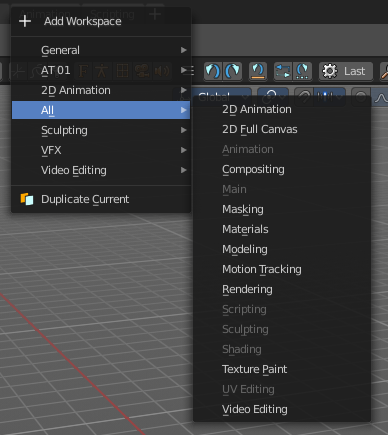 Add Workspace
General
AT 01
2D Animation
All
Sculpting
VFX
Video Editing
Duplicate Current
Last
Global
2D Animation
2D Full Canvas
Animation
Compositing
Main
Masking
Materials
Modeling
Motion Tracking
Rendering
Scripting
Sculpting
Shading
Texture Paint
UV Editing
Video Editing